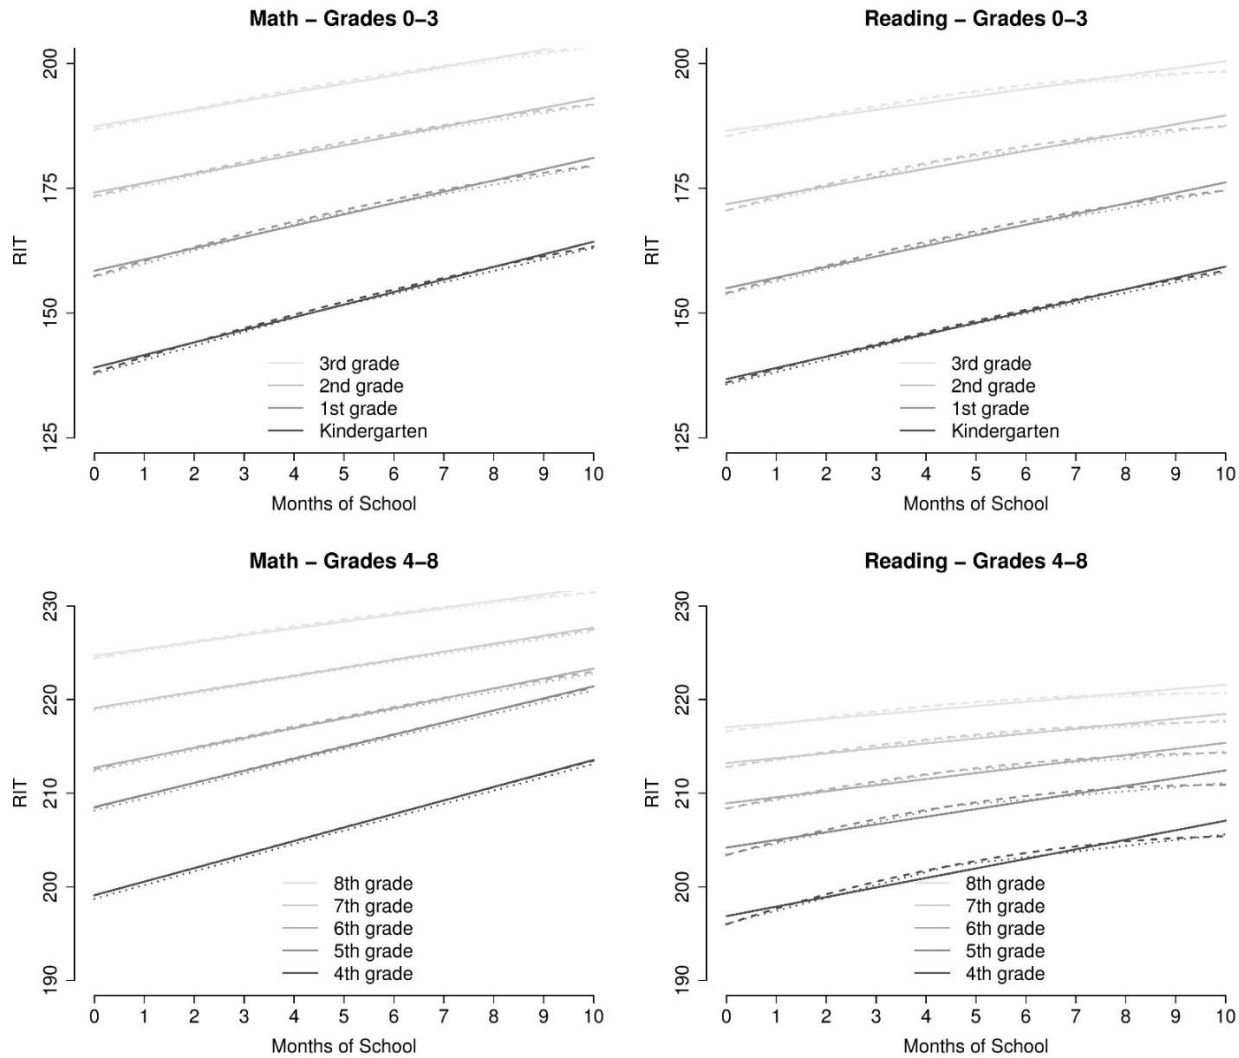 Math – Grades 0–3
RIT
200
175
150
125
3rd grade
2nd grade
1st grade
Kindergarten
0 1 2 3 4 5 6 7 8 9 10
Months of School
Reading – Grades 0–3
RIT
200
175
150
125
3rd grade
2nd grade
1st grade
Kindergarten
0 1 2 3 4 5 6 7 8 9 10
Months of School
Math – Grades 4–8
RIT
230
220
210
200
190
8th grade
7th grade
6th grade
5th grade
4th grade
0 1 2 3 4 5 6 7 8 9 10
Months of School
Reading – Grades 4–8
RIT
230
220
210
200
190
8th grade
7th grade
6th grade
5th grade
4th grade
0 1 2 3 4 5 6 7 8 9 10
Months of School